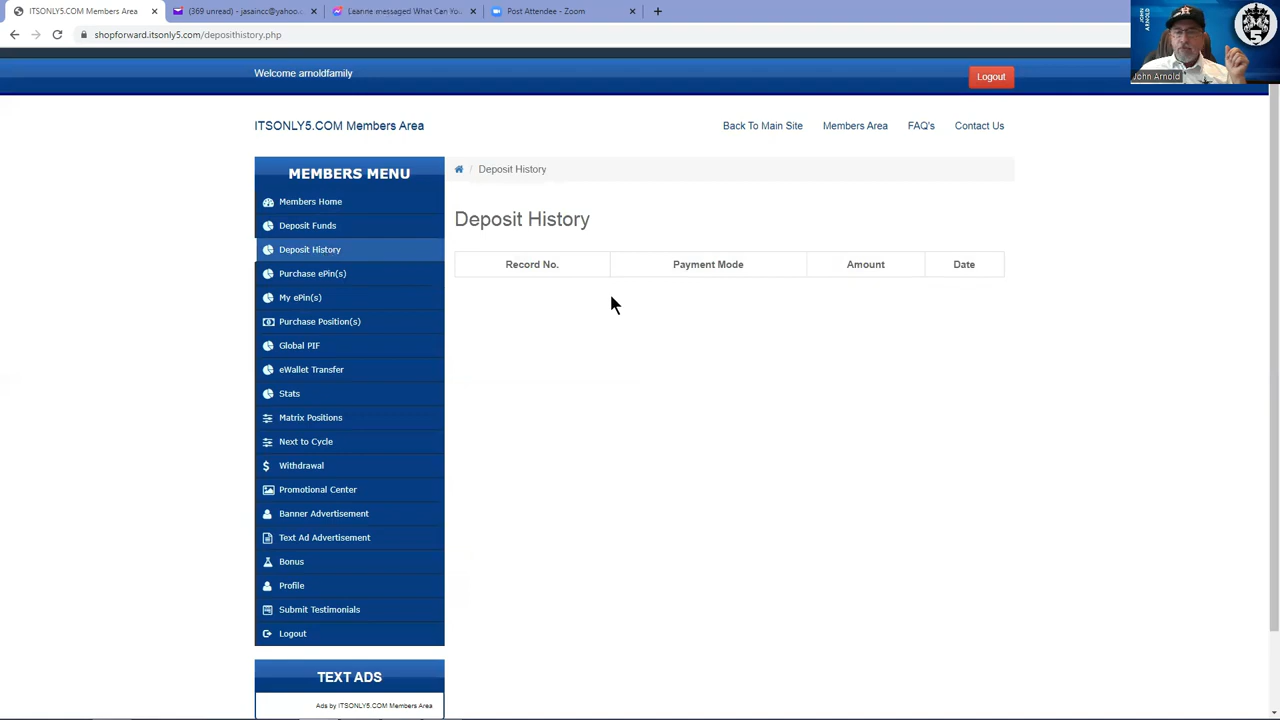 ITSONLY5.COM Members Area
(369 unread) - jasaincc@yahoo.c
Leanne messaged What Can You
Post Attendee - Zoom
shopforward.itsonly5.com/deposithistory.php
JOHN ARNOLD
5
John Arnold
Welcome arnoldfamily
Logout
ITSONLY5.COM Members Area
Back To Main Site
Members Area
FAQ's
Contact Us
MEMBERS MENU
Members Home
Deposit Funds
Deposit History
Purchase ePin(s)
My ePin(s)
Purchase Position(s)
Global PIF
eWallet Transfer
Stats
Matrix Positions
Next to Cycle
Withdrawal
Promotional Center
Banner Advertisement
Text Ad Advertisement
Bonus
Profile
Submit Testimonials
Logout
TEXT ADS
Ads by ITSONLY5.COM Members Area
/ Deposit History
Deposit History
Record No.
Payment Mode
Amount
Date